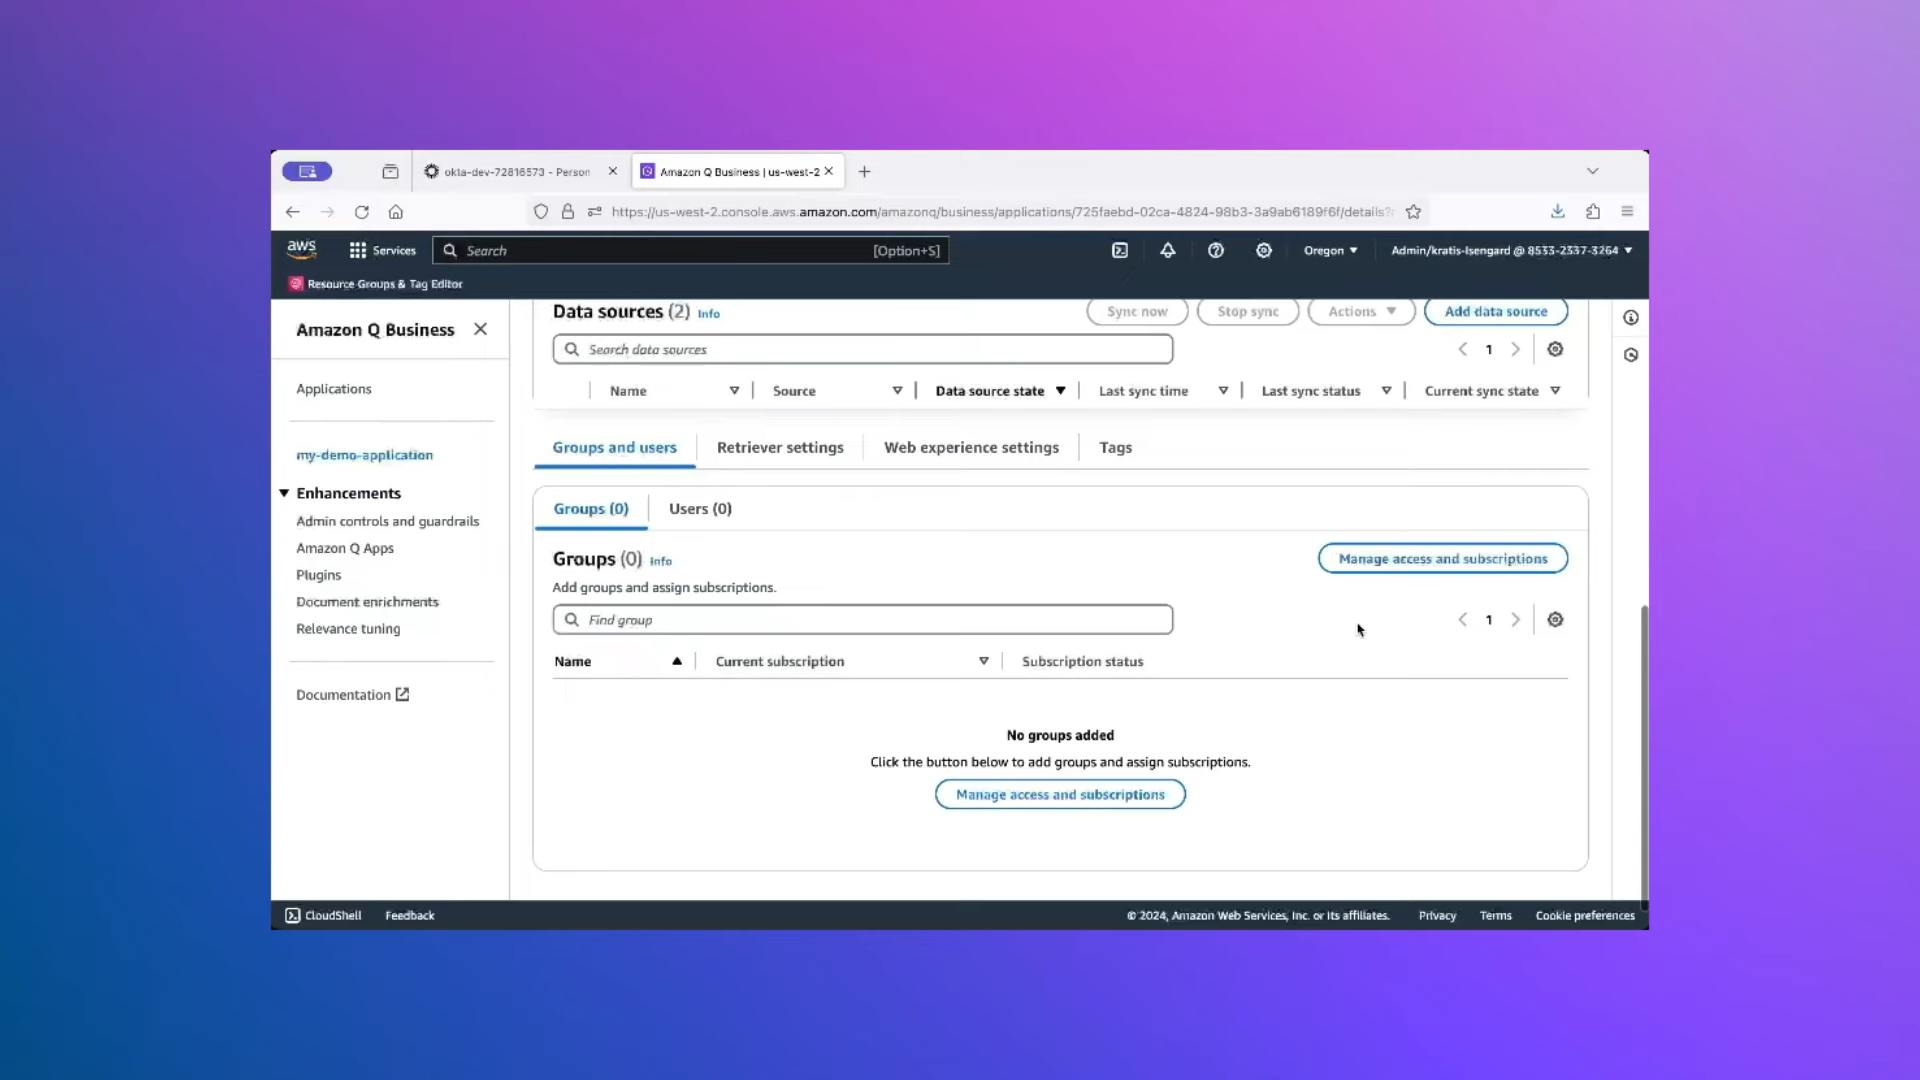 okta-dev-72816573 - Person
Amazon Q Business | us-west-2
https://us-west-2.console.aws.amazon.com/amazonq/business/applications/725faebd-02ca-4824-98b3-3a9ab6189f6f/details?
aws
Services
Search
[Option+S]
Oregon
Admin/kratis-Isengard @ 8533-2337-3264
Resource Groups & Tag Editor
Amazon Q Business
Applications
my-demo-application
Enhancements
Admin controls and guardrails
Amazon Q Apps
Plugins
Document enrichments
Relevance tuning
Documentation
Data sources (2) Info
Sync now
Stop sync
Actions
Add data source
Search data sources
1
Name
Source
Data source state
Last sync time
Last sync status
Current sync state
Groups and users
Retriever settings
Web experience settings
Tags
Groups (0)
Users (0)
Groups (0) Info
Manage access and subscriptions
Add groups and assign subscriptions.
Find group
1
Name
Current subscription
Subscription status
No groups added
Click the button below to add groups and assign subscriptions.
Manage access and subscriptions
CloudShell
Feedback
© 2024, Amazon Web Services, Inc. or its affiliates.
Privacy
Terms
Cookie preferences